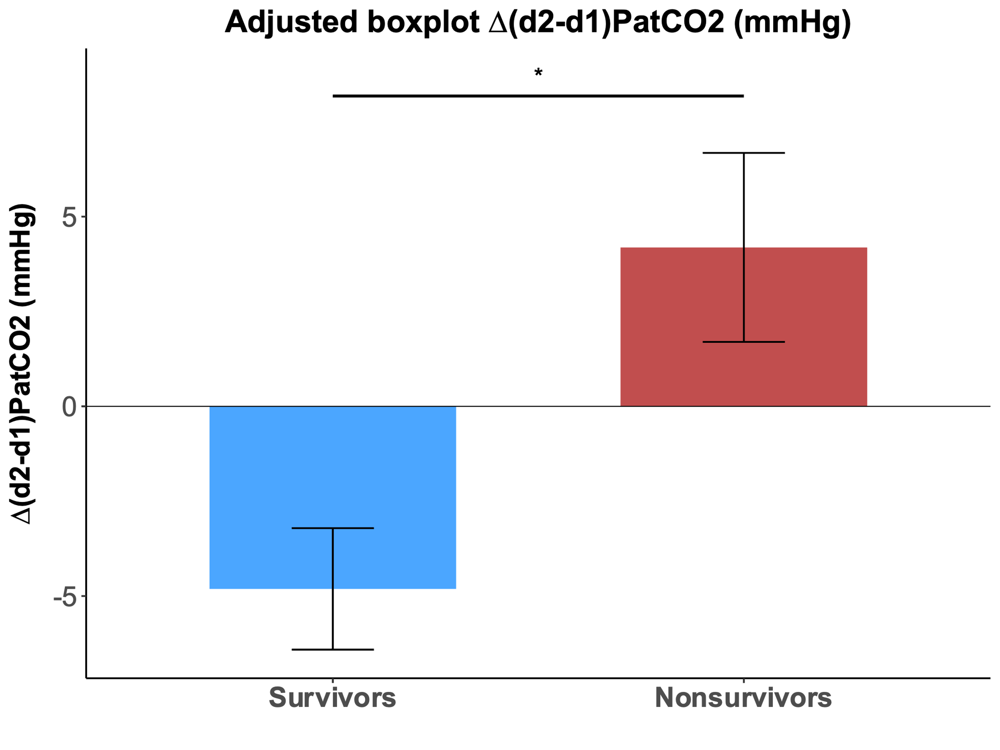 Adjusted boxplot Δ(d2-d1)PatCO2 (mmHg)
*
Δ(d2-d1)PatCO2 (mmHg)
5
0
-5
Survivors
Nonsurvivors